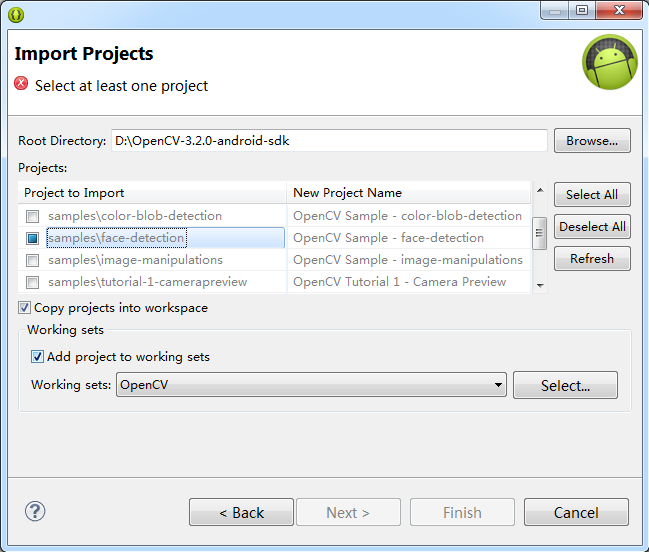 Import Projects
Select at least one project
Root Directory: D:\OpenCV-3.2.0-android-sdk Browse...
Projects:
Project to Import New Project Name Select All
samples\color-blob-detection OpenCV Sample - color-blob-detection
samples\face-detection OpenCV Sample - face-detection Deselect All
samples\image-manipulations OpenCV Sample - image-manipulations Refresh
samples\tutorial-1-camerapreview OpenCV Tutorial 1 - Camera Preview
Copy projects into workspace
Working sets
Add project to working sets
Working sets: OpenCV Select...
? < Back Next > Finish Cancel